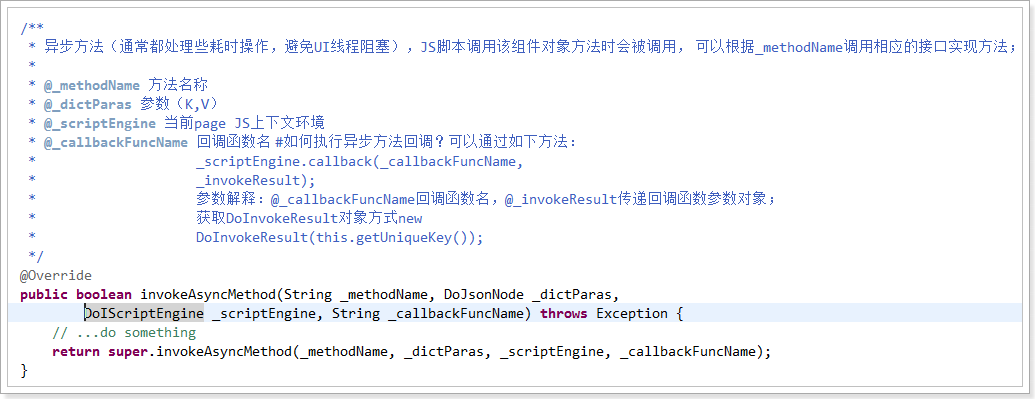 /**
 * 异步方法（通常都处理些耗时操作，避免UI线程阻塞），JS脚本调用该组件对象方法时会被调用， 可以根据_methodName调用相应的接口实现方法；
 *
 * @_methodName 方法名称
 * @_dictParas 参数（K,V）
 * @_scriptEngine 当前page JS上下文环境
 * @_callbackFuncName 回调函数名 #如何执行异步方法回调？可以通过如下方法：
 *                    _scriptEngine.callback(_callbackFuncName,
 *                    _invokeResult);
 *                    参数解释：@_callbackFuncName回调函数名，@_invokeResult传递回调函数参数对象；
 *                    获取DoInvokeResult对象方式new
 *                    DoInvokeResult(this.getUniqueKey());
 */
@Override
public boolean invokeAsyncMethod(String _methodName, DoJsonNode _dictParas,
        DoIScriptEngine _scriptEngine, String _callbackFuncName) throws Exception {
    // ...do something
    return super.invokeAsyncMethod(_methodName, _dictParas, _scriptEngine, _callbackFuncName);
}